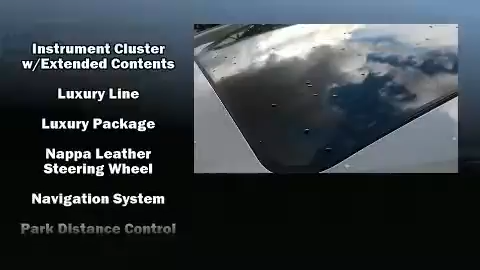 Instrument Cluster
w/Extended Contents
Luxury Line
Luxury Package
Nappa Leather
Steering Wheel
Navigation System
Park Distance Control